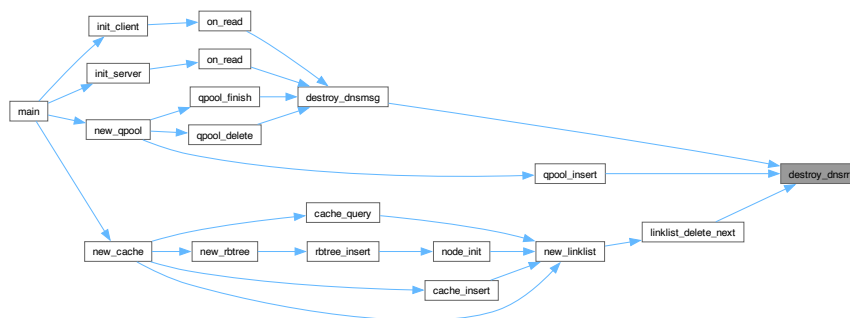 on_read
init_client
on_read
init_server
qpool_finish
destroy_dnsmsg
main
new_qpool
qpool_delete
qpool_insert
destroy_dnsm
cache_query
linklist_delete_next
new_cache
new_rbtree
rbtree_insert
node_init
new_linklist
cache_insert